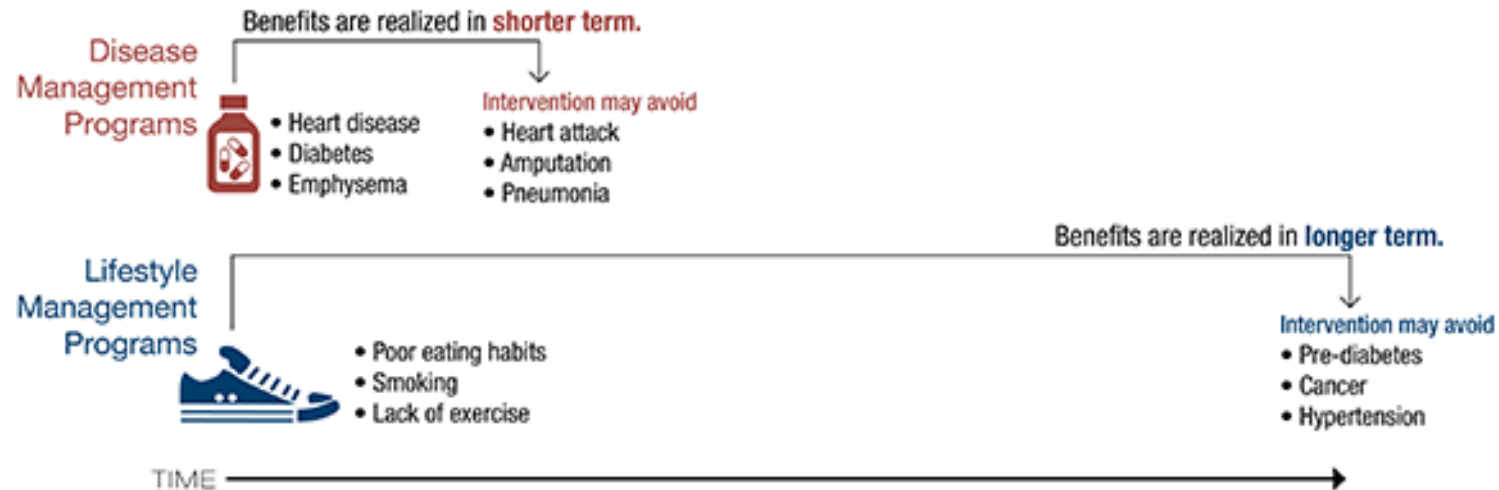 Benefits are realized in shorter term.
Disease
Management
Programs
• Heart disease
• Diabetes
• Emphysema
Intervention may avoid
• Heart attack
• Amputation
• Pneumonia
Benefits are realized in longer term.
Lifestyle
Management
Programs
• Poor eating habits
• Smoking
• Lack of exercise
Intervention may avoid
• Pre-diabetes
• Cancer
• Hypertension
TIME